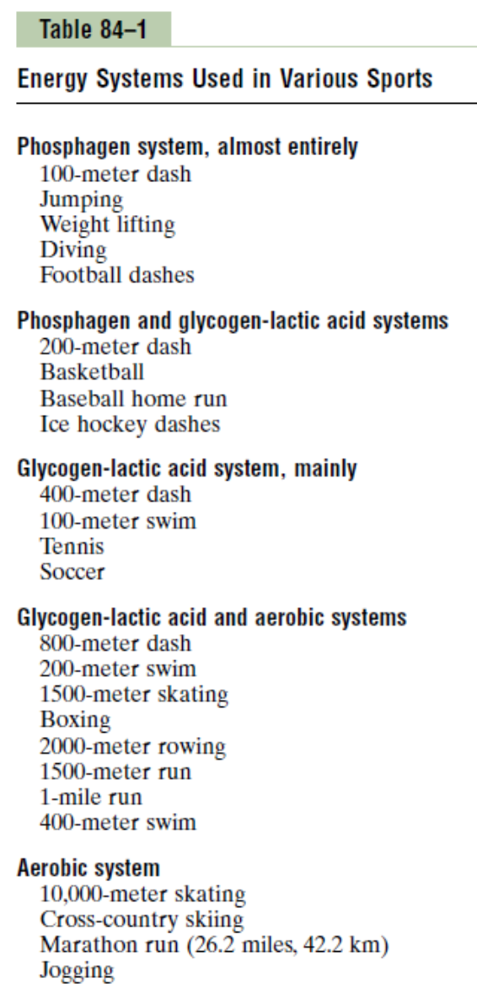 Table 84–1
Energy Systems Used in Various Sports
Phosphagen system, almost entirely
100-meter dash
Jumping
Weight lifting
Diving
Football dashes
Phosphagen and glycogen-lactic acid systems
200-meter dash
Basketball
Baseball home run
Ice hockey dashes
Glycogen-lactic acid system, mainly
400-meter dash
100-meter swim
Tennis
Soccer
Glycogen-lactic acid and aerobic systems
800-meter dash
200-meter swim
1500-meter skating
Boxing
2000-meter rowing
1500-meter run
1-mile run
400-meter swim
Aerobic system
10,000-meter skating
Cross-country skiing
Marathon run (26.2 miles, 42.2 km)
Jogging